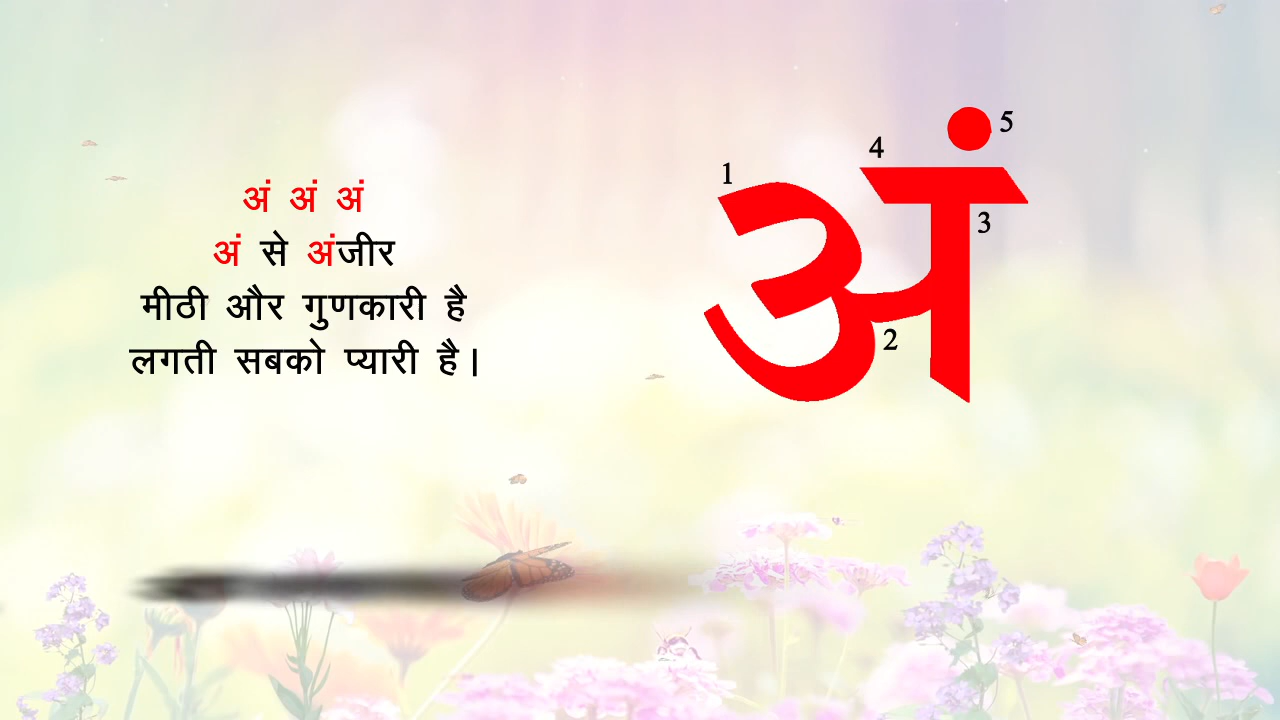 अं अं अं
अं से अंजीर
मीठी और गुणकारी है
लगती सबको प्यारी है।
अं
1
2
3
4
5